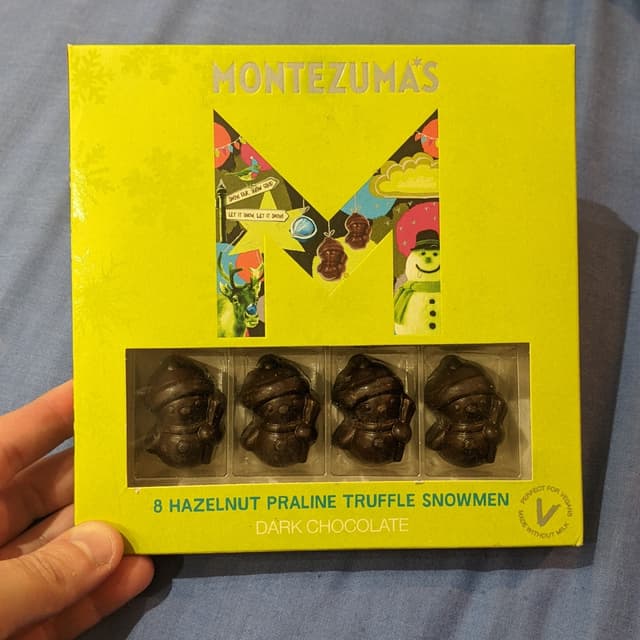 MONTEZUMA'S
LET IT SNOW, LET IT SNOW!
8 HAZELNUT PRALINE TRUFFLE SNOWMEN
DARK CHOCOLATE
PERFECT FOR VEGANS
MADE WITHOUT MILK